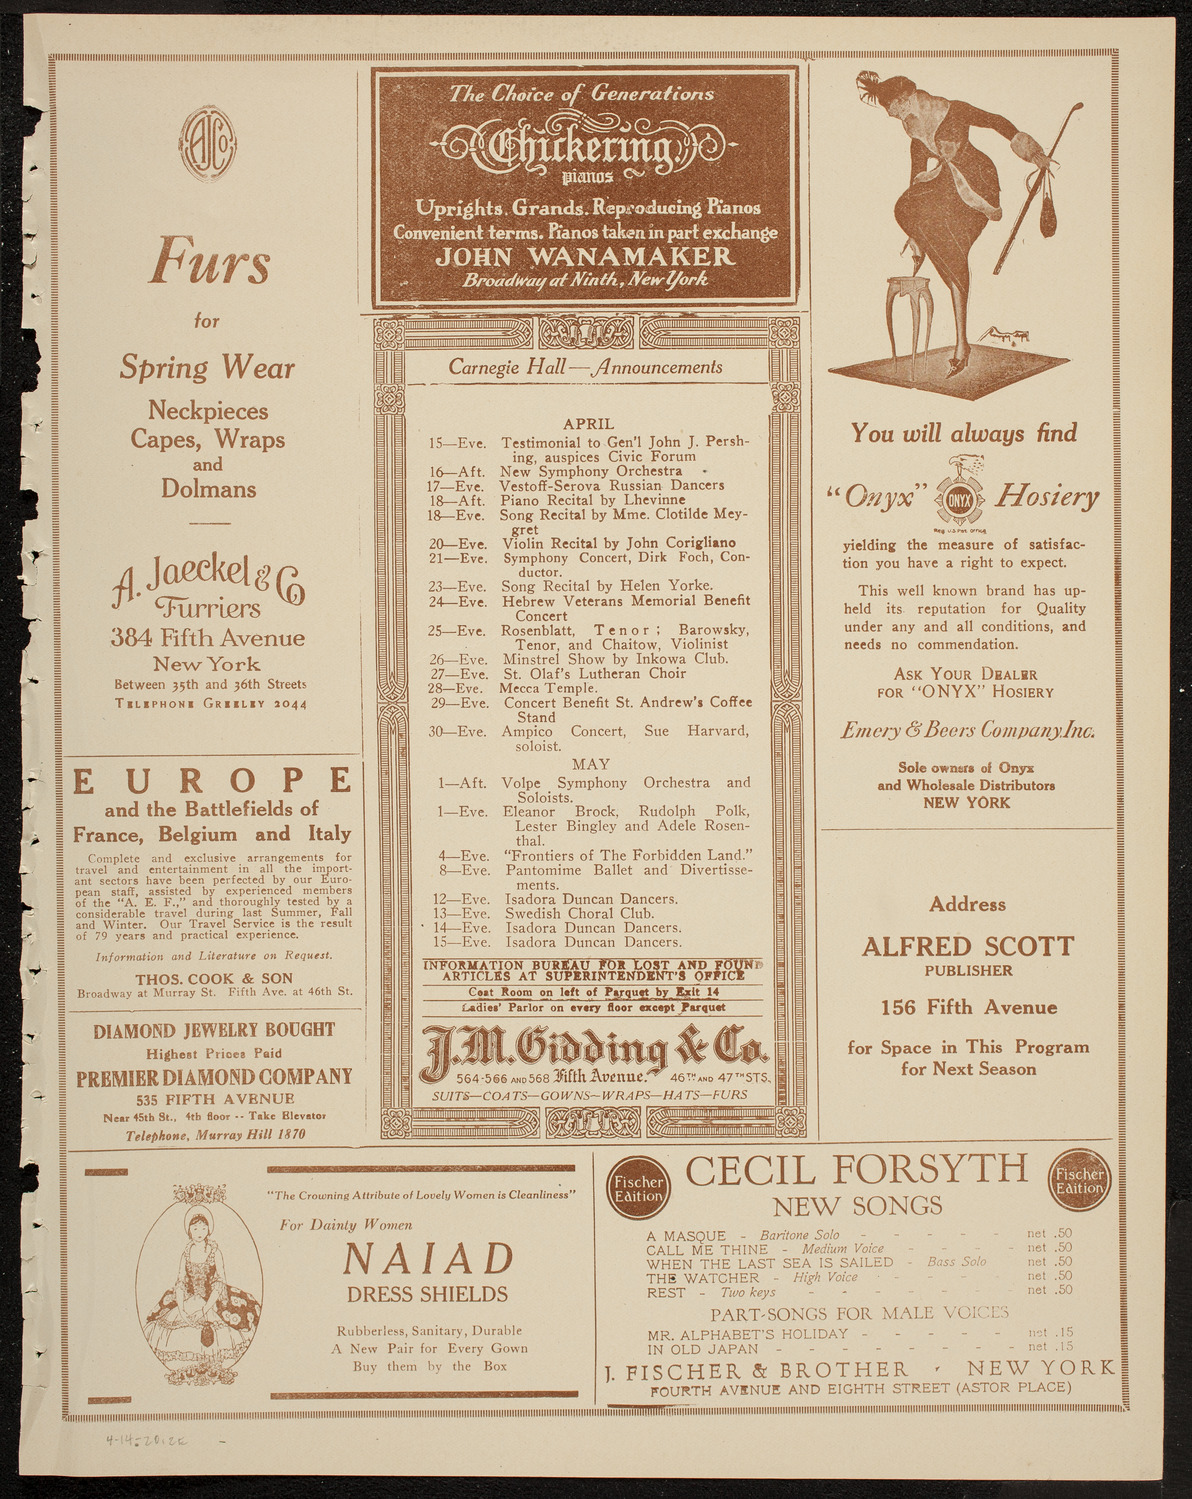 AJCo
Furs
for
Spring Wear
Neckpieces
Capes, Wraps
and
Dolmans
A. Jaeckel & Co
Furriers
384 Fifth Avenue
New York
Between 35th and 36th Streets
TELEPHONE GREELEY 2044
EUROPE
and the Battlefields of
France, Belgium and Italy
Complete and exclusive arrangements for
travel and entertainment in all the import-
ant sectors have been perfected by our Euro-
pean staff, assisted by experienced members
of the "A. E. F.," and thoroughly tested by a
considerable travel during last Summer, Fall
and Winter. Our Travel Service is the result
of 79 years and practical experience.
Information and Literature on Request.
THOS. COOK & SON
Broadway at Murray St. Fifth Ave. at 46th St.
DIAMOND JEWELRY BOUGHT
Highest Prices Paid
PREMIER DIAMOND COMPANY
535 FIFTH AVENUE
Near 45th St., 4th floor -- Take Elevator
Telephone, Murray Hill 1870
The Choice of Generations
Chickering
pianos
Uprights. Grands. Reproducing Pianos
Convenient terms. Pianos taken in part exchange
JOHN WANAMAKER
Broadway at Ninth, New York
Carnegie Hall—Announcements
APRIL
15—Eve. Testimonial to Gen'l John J. Persh-
ing, auspices Civic Forum
16—Aft. New Symphony Orchestra
17—Eve. Vestoff-Serova Russian Dancers
18—Aft. Piano Recital by Lhevinne
18—Eve. Song Recital by Mme. Clotilde Mey-
gret
20—Eve. Violin Recital by John Corigliano
21—Eve. Symphony Concert, Dirk Foch, Con-
ductor.
23—Eve. Song Recital by Helen Yorke.
24—Eve. Hebrew Veterans Memorial Benefit
Concert
25—Eve. Rosenblatt, Tenor; Barowsky,
Tenor, and Chaitow, Violinist
26—Eve. Minstrel Show by Inkowa Club.
27—Eve. St. Olaf's Lutheran Choir
28—Eve. Mecca Temple.
29—Eve. Concert Benefit St. Andrew's Coffee
Stand
30—Eve. Ampico Concert, Sue Harvard,
soloist.
MAY
1—Aft. Volpe Symphony Orchestra and
Soloists.
1—Eve. Eleanor Brock, Rudolph Polk,
Lester Bingley and Adele Rosen-
thal.
4—Eve. "Frontiers of The Forbidden Land."
8—Eve. Pantomime Ballet and Divertisse-
ments.
12—Eve. Isadora Duncan Dancers.
13—Eve. Swedish Choral Club.
14—Eve. Isadora Duncan Dancers.
15—Eve. Isadora Duncan Dancers.
INFORMATION BUREAU FOR LOST AND FOUND
ARTICLES AT SUPERINTENDENT'S OFFICE
Coat Room on left of Parquet by Exit 14
Ladies' Parlor on every floor except Parquet
J. M. Gidding & Co.
564-566 AND 568 Fifth Avenue. 46TH AND 47TH STS.
SUITS—COATS—GOWNS—WRAPS—HATS—FURS
You will always find
"Onyx" ONYX Hosiery
Reg. U.S. Pat. Office
yielding the measure of satisfac-
tion you have a right to expect.
This well known brand has up-
held its reputation for Quality
under any and all conditions, and
needs no commendation.
ASK YOUR DEALER
FOR "ONYX" HOSIERY
Emery & Beers Company, Inc.
Sole owners of Onyx
and Wholesale Distributors
NEW YORK
Address
ALFRED SCOTT
PUBLISHER
156 Fifth Avenue
for Space in This Program
for Next Season
"The Crowning Attribute of Lovely Women is Cleanliness"
For Dainty Women
NAIAD
DRESS SHIELDS
Rubberless, Sanitary, Durable
A New Pair for Every Gown
Buy them by the Box
Fischer Edition
CECIL FORSYTH
Fischer Edition
NEW SONGS
A MASQUE - Baritone Solo - - - - - net .50
CALL ME THINE - Medium Voice - - - - net .50
WHEN THE LAST SEA IS SAILED - Bass Solo net .50
THE WATCHER - High Voice - - - - net .50
REST - Two keys - - - - - - net .50
PART-SONGS FOR MALE VOICES
MR. ALPHABET'S HOLIDAY - - - - - net .15
IN OLD JAPAN - - - - - - - net .15
J. FISCHER & BROTHER · NEW YORK
FOURTH AVENUE AND EIGHTH STREET (ASTOR PLACE)